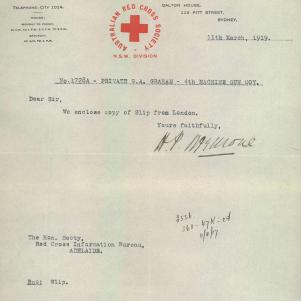 TELEPHONE: CITY 1014.
DALTON HOUSE,
115 PITT STREET,
SYDNEY.
AUSTRALIAN RED CROSS SOCIETY
N.S.W. DIVISION
11th March, 1919.
No.1726A - PRIVATE G.A. GRAHAM - 4th MACHINE GUN COY.
Dear Sir,
We enclose copy of Slip from London.
Yours faithfully,
The Hon. Secty,
Red Cross Information Bureau,
ADELAIDE.
Enc: Slip.